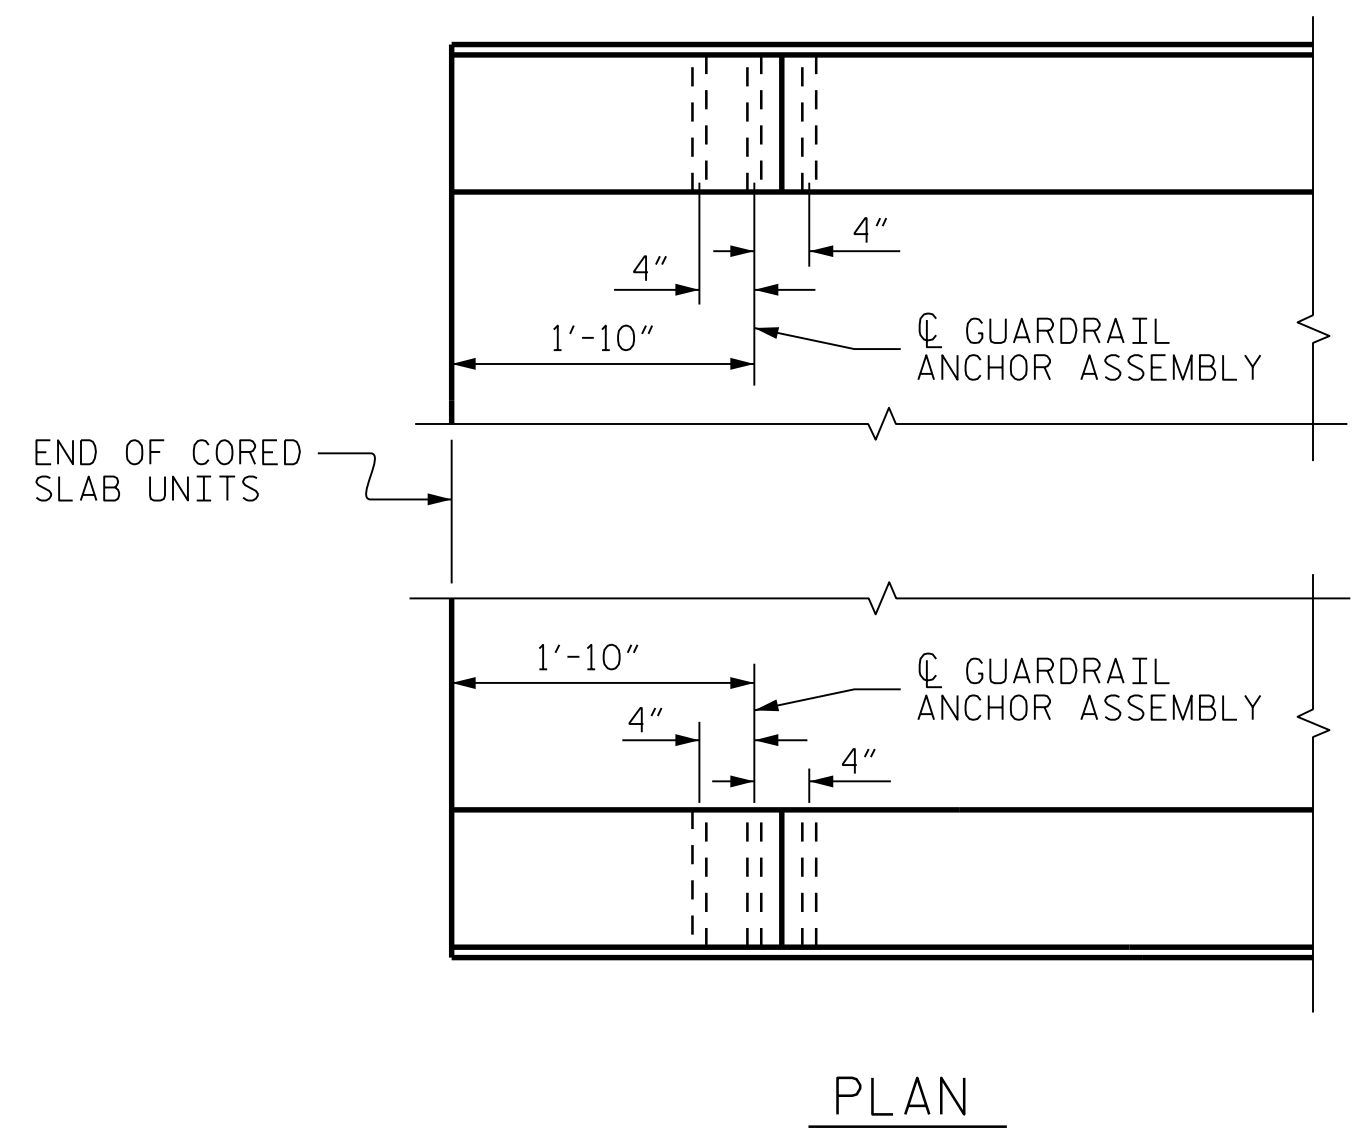 4"
4"
1'-10"
℄ GUARDRAIL
ANCHOR ASSEMBLY
END OF CORED
SLAB UNITS
1'-10"
℄ GUARDRAIL
ANCHOR ASSEMBLY
4"
4"
PLAN